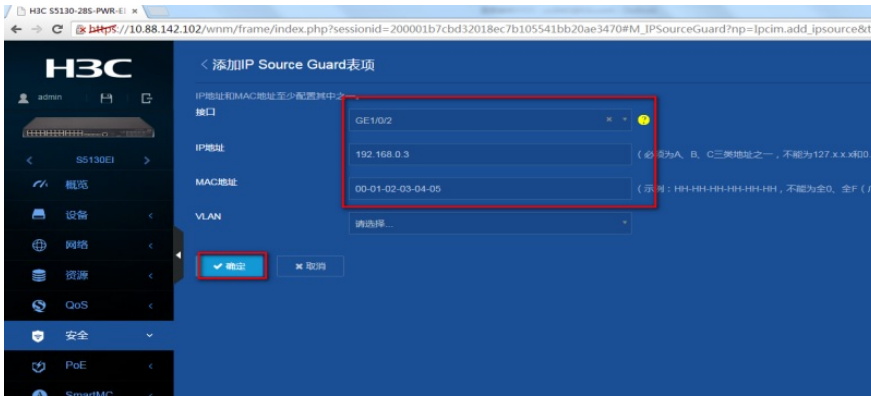 H3C S5130-28S-PWR-EI
https://10.88.142.102/wnm/frame/index.php?sessionid=200001b7cbd32018ec7b105541bb20ae3470#M_IPSourceGuard?np=Ipcim.add_ipsource&t
H3C
admin
S5130EI
概览
设备
网络
资源
QoS
安全
PoE
SmartMC
添加IP Source Guard表项
IP地址和MAC地址至少配置其中之一。
接口
GE1/0/2
IP地址
192.168.0.3
（必须为A、B、C三类地址之一，不能为127.x.x.x和0.
MAC地址
00-01-02-03-04-05
（示例：HH-HH-HH-HH-HH-HH，不能为全0、全F（
VLAN
请选择...
确定
取消